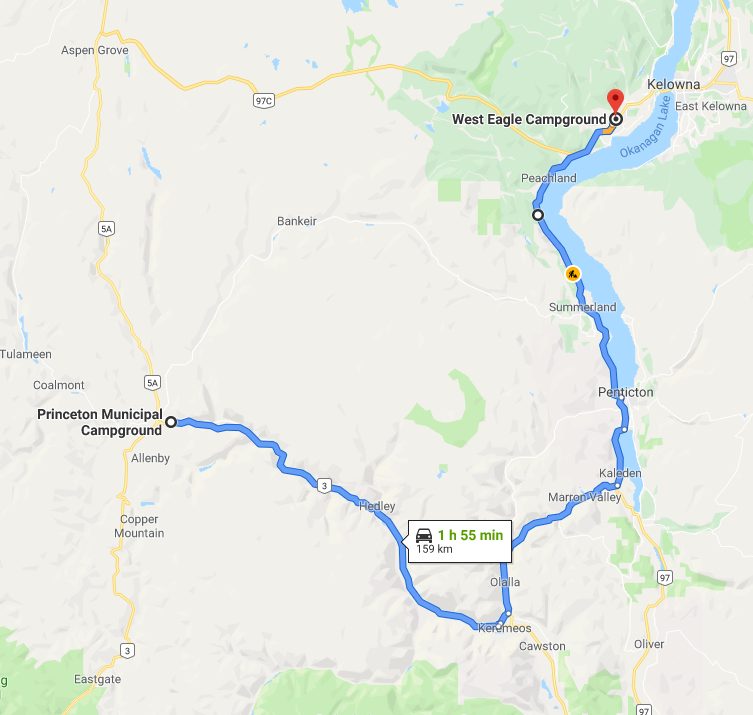 Aspen Grove
97
Kelowna
97C
East Kelowna
West Eagle Campground
Okanagan Lake
Peachland
Bankeir
5A
Summerland
Tulameen
5A
Coalmont
Penticton
Princeton Municipal
Campground
Allenby
Kaleden
3
Marron Valley
Hedley
Copper
Mountain
1 h 55 min
159 km
97
Olalla
Keremeos
Cawston
Oliver
3
Eastgate
g
97